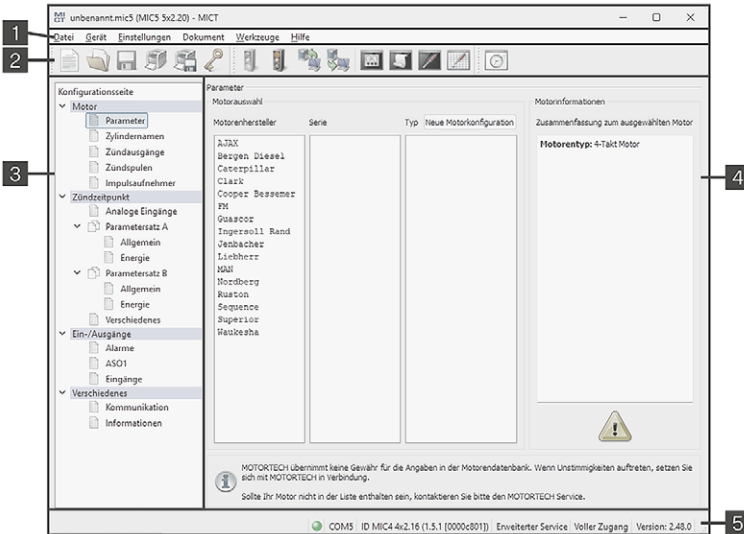 MICT unbenannt.mic5 (MIC5 5x2.20) - MICT
1
Datei Gerät Einstellungen Dokument Werkzeuge Hilfe
2
Konfigurationsseite
Motor
Parameter
Zylindernamen
Zündausgänge
Zündspulen
Impulsaufnehmer
3
Zündzeitpunkt
Analoge Eingänge
Parametersatz A
Allgemein
Energie
Parametersatz B
Allgemein
Energie
Verschiedenes
Ein-/Ausgänge
Alarme
ASO1
Eingänge
Verschiedenes
Kommunikation
Informationen
Parameter
Motorauswahl
Motorenhersteller Serie Typ Neue Motorkonfiguration
AJAX
Bergen Diesel
Caterpillar
Clark
Cooper Bessemer
FM
Guascor
Ingersoll Rand
Jenbacher
Liebherr
MAN
Nordberg
Ruston
Sequence
Superior
Waukesha
Motorinformationen
Zusammenfassung zum ausgewählten Motor
Motorentyp: 4-Takt Motor
4
MOTORTECH übernimmt keine Gewähr für die Angaben in der Motorendatenbank. Wenn Unstimmigkeiten auftreten, setzen Sie
sich mit MOTORTECH in Verbindung.
Sollte Ihr Motor nicht in der Liste enthalten sein, kontaktieren Sie bitte den MOTORTECH Service.
COM5 ID MIC4 4x2.16 (1.5.1 [0000c801]) Erweiterter Service Voller Zugang Version: 2.48.0
5